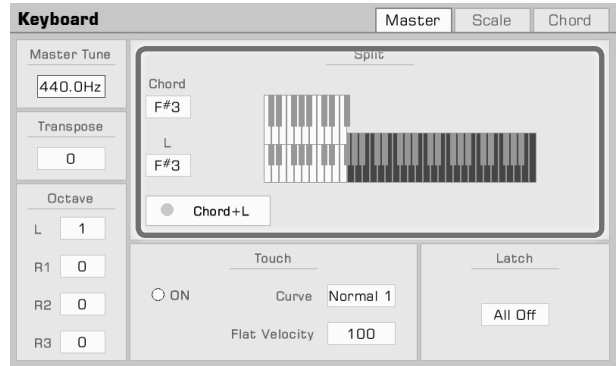 Keyboard
Master Scale Chord
Master Tune
440.0Hz
Transpose
0
Octave
L 1
R1 0
R2 0
R3 0
Split
Chord
F#3
L
F#3
Chord+L
Touch
ON
Curve Normal 1
Flat Velocity 100
Latch
All Off